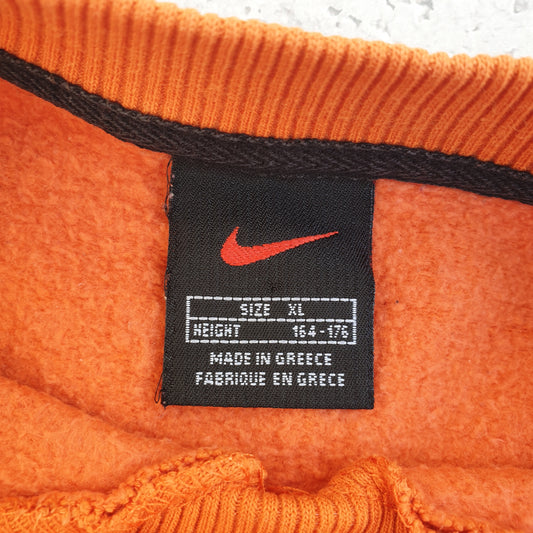 SIZE XL
HEIGHT 164-176
MADE IN GREECE
FABRIQUE EN GRECE